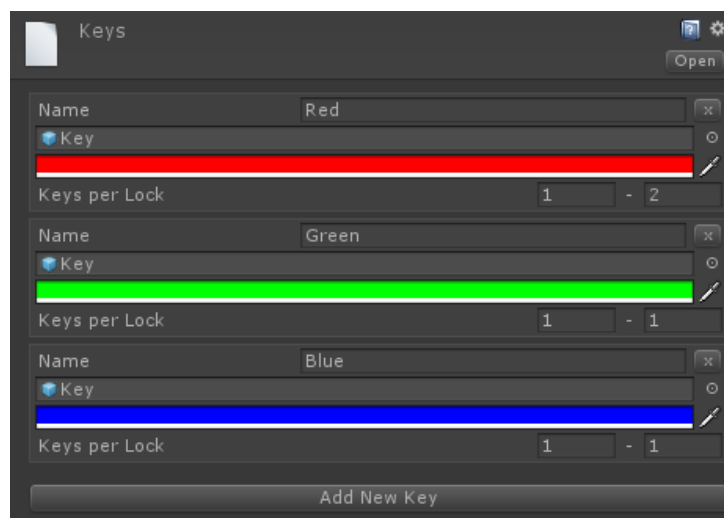 Keys
Open
Name Red x
Key
Keys per Lock 1 - 2
Name Green x
Key
Keys per Lock 1 - 1
Name Blue x
Key
Keys per Lock 1 - 1
Add New Key